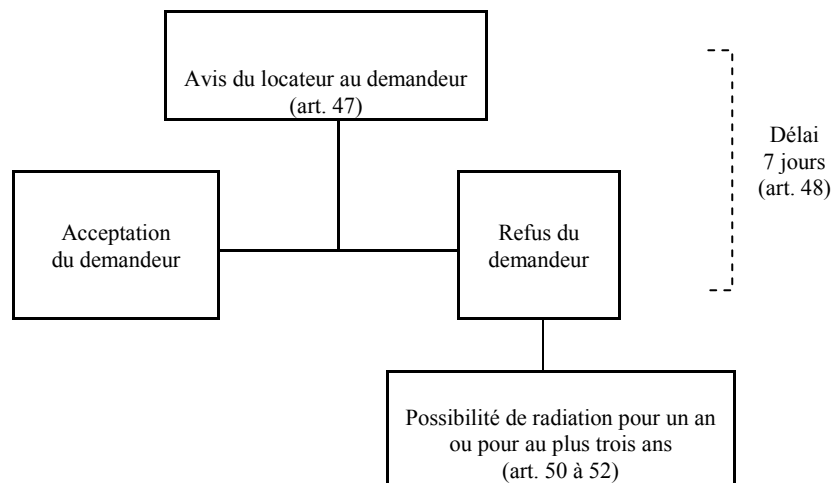 Avis du locateur au demandeur
(art. 47)
Délai
7 jours
(art. 48)
Acceptation
du demandeur
Refus du
demandeur
Possibilité de radiation pour un an
ou pour au plus trois ans
(art. 50 à 52)